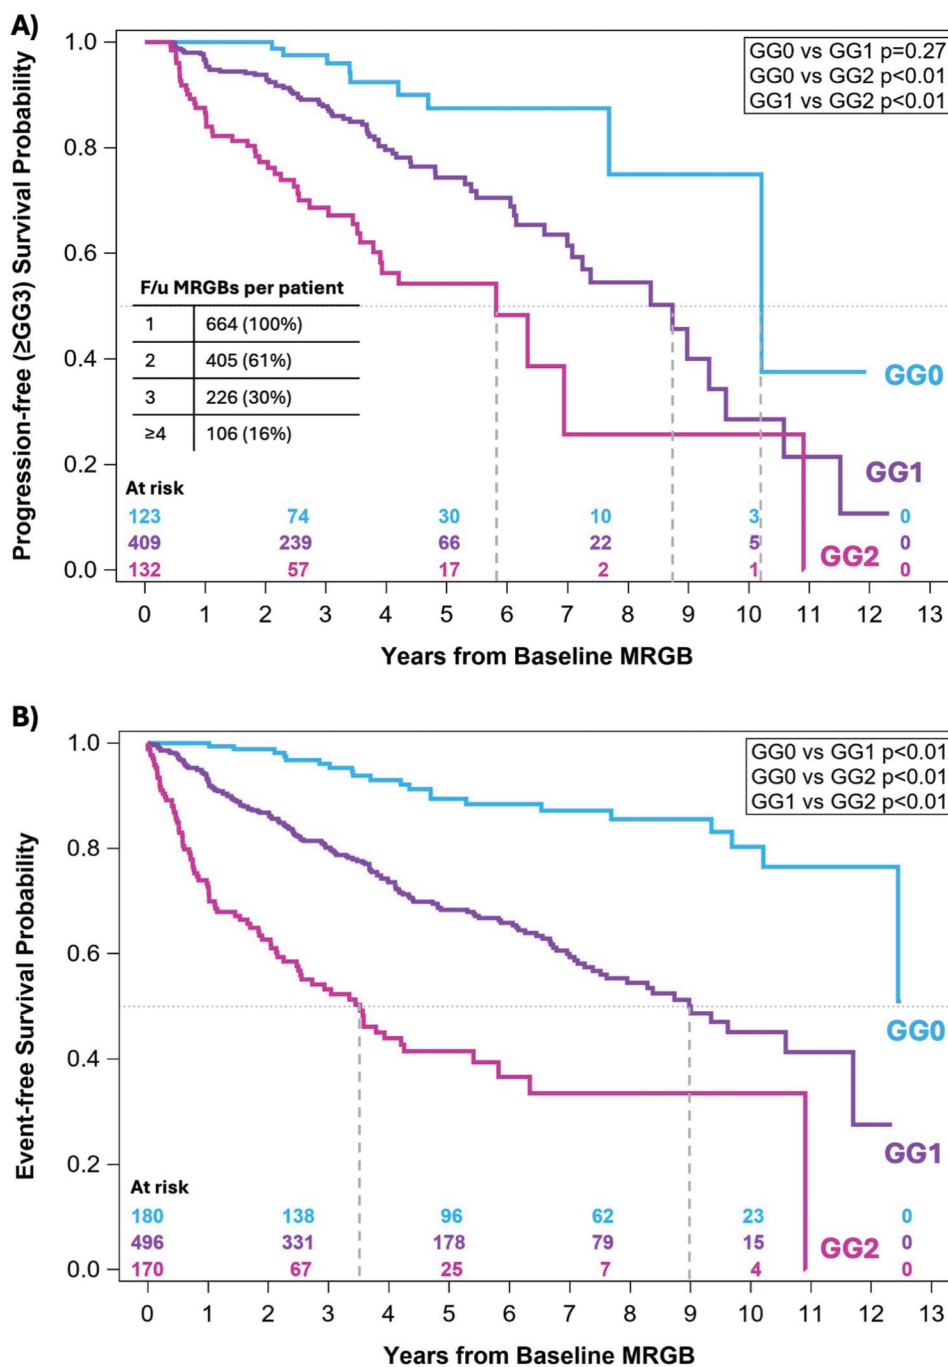 A)
Progression-free (≥GG3) Survival Probability
1.0
0.8
0.6
0.4
0.2
0.0
GG0 vs GG1 p=0.27
GG0 vs GG2 p<0.01
GG1 vs GG2 p<0.01
F/u MRGBs per patient
1 664 (100%)
2 405 (61%)
3 226 (30%)
≥4 106 (16%)
GG0
GG1
GG2
At risk
123 74 30 10 3 0
409 239 66 22 5 0
132 57 17 2 1 0
0 1 2 3 4 5 6 7 8 9 10 11 12 13
Years from Baseline MRGB
B)
Event-free Survival Probability
1.0
0.8
0.6
0.4
0.2
0.0
GG0 vs GG1 p<0.01
GG0 vs GG2 p<0.01
GG1 vs GG2 p<0.01
GG0
GG1
GG2
At risk
180 138 96 62 23 0
496 331 178 79 15 0
170 67 25 7 4 0
0 1 2 3 4 5 6 7 8 9 10 11 12 13
Years from Baseline MRGB